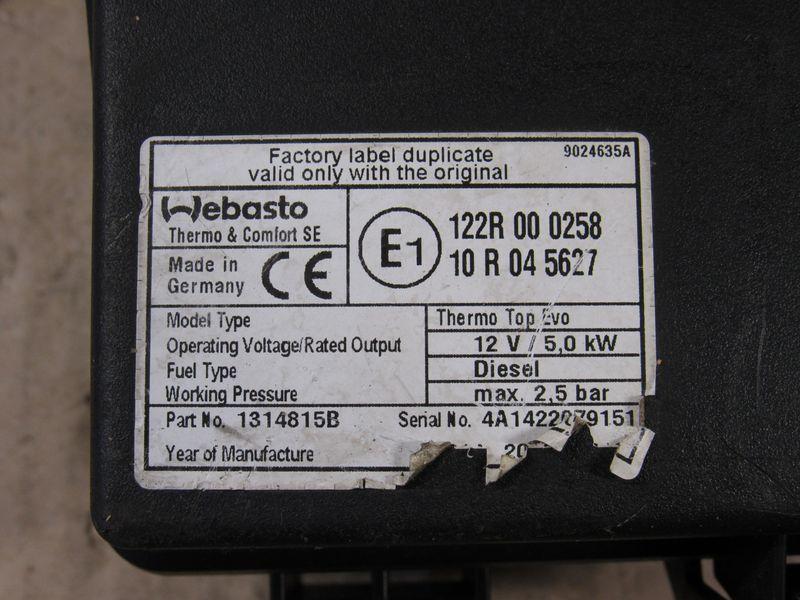 Factory label duplicate 9024635A
valid only with the original
Webasto
Thermo & Comfort SE
Made in
Germany
CE
E1
122R 00 0258
10 R 04 5627
Model Type Thermo Top Evo
Operating Voltage/Rated Output 12 V / 5,0 kW
Fuel Type Diesel
Working Pressure max. 2,5 bar
Part No. 1314815B Serial No.
Year of Manufacture